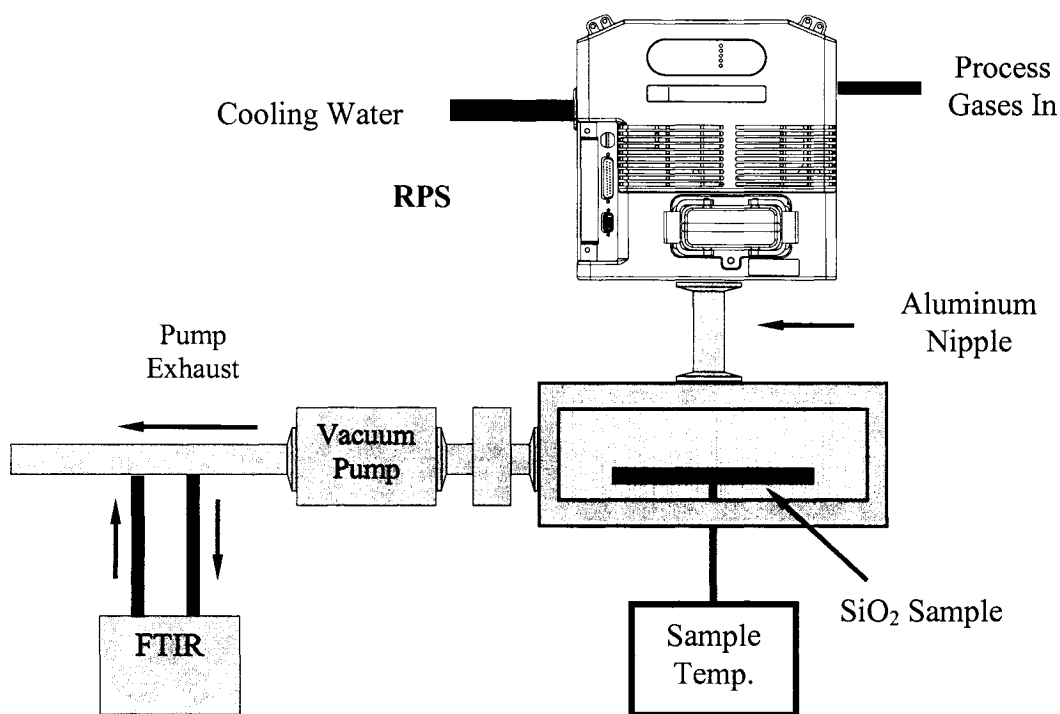 Process
Gases In
Cooling Water
RPS
Aluminum
Nipple
Pump
Exhaust
Vacuum
Pump
SiO₂ Sample
FTIR
Sample
Temp.